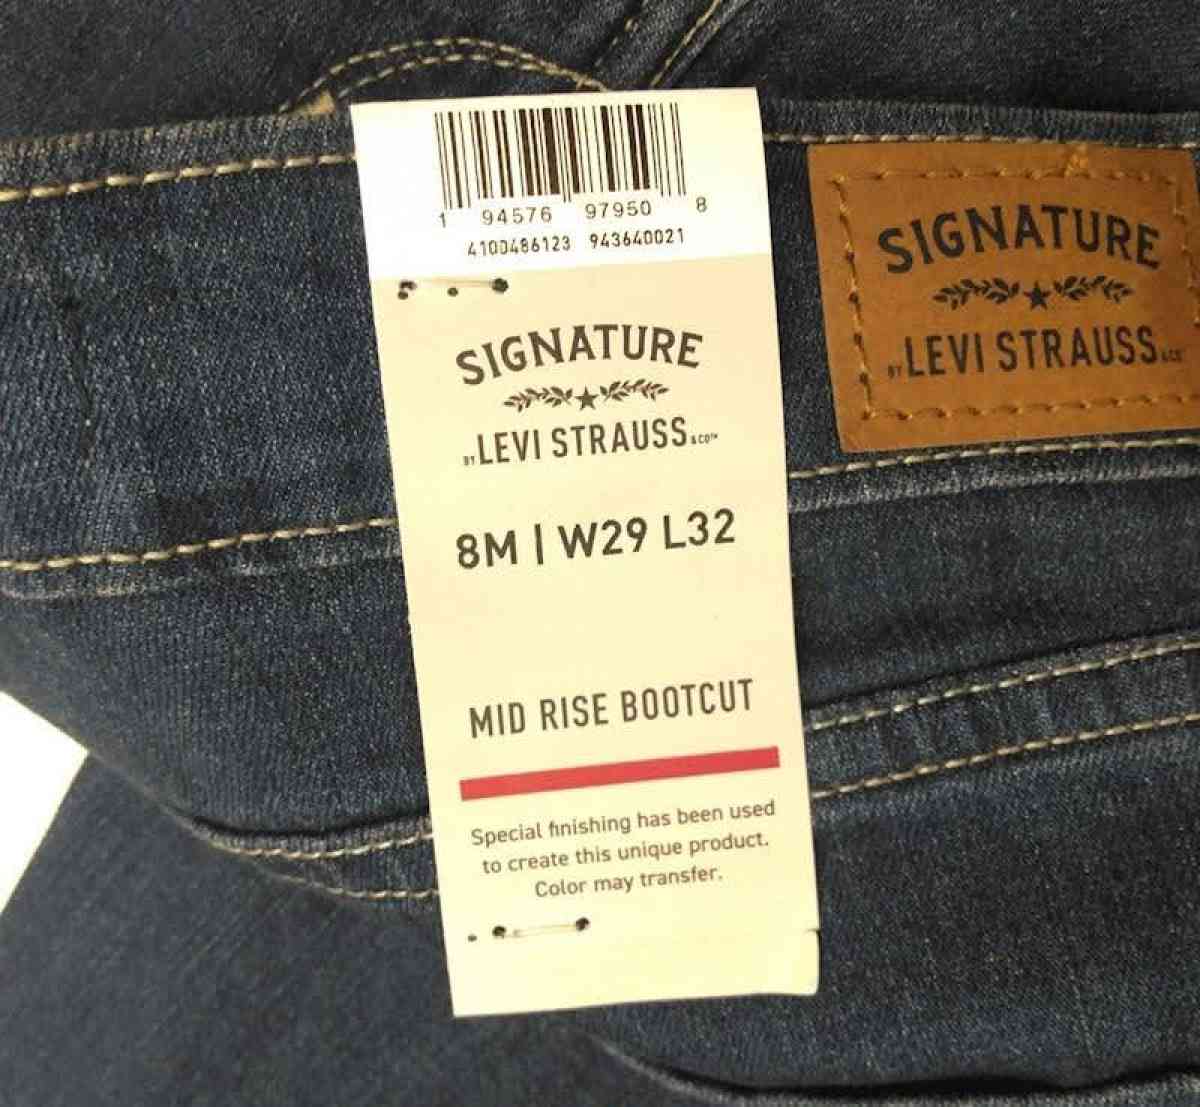 1 94576 97950 8
4100486123 943640021
SIGNATURE
BY LEVI STRAUSS & CO™
8M | W29 L32
MID RISE BOOTCUT
Special finishing has been used
to create this unique product.
Color may transfer.
SIGNATURE
BY LEVI STRAUSS & CO